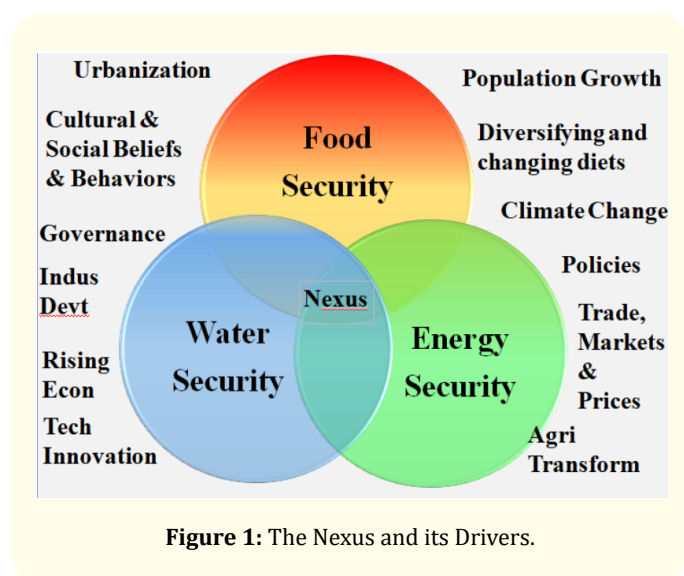 Urbanization
Cultural &
Social Beliefs
& Behaviors
Governance
Indus
Devt
Rising
Econ
Tech
Innovation
Food
Security
Nexus
Water
Security
Energy
Security
Population Growth
Diversifying and
changing diets
Climate Change
Policies
Trade,
Markets
&
Prices
Agri
Transform
Figure 1: The Nexus and its Drivers.